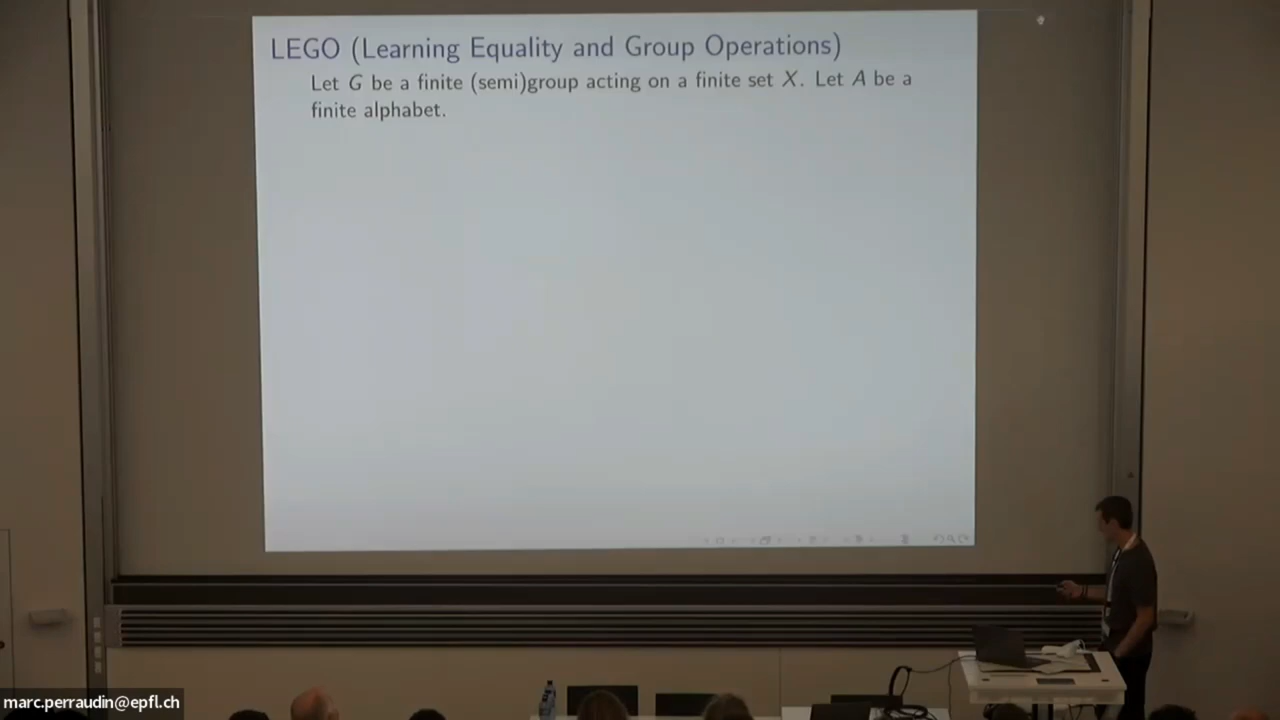 LEGO (Learning Equality and Group Operations)
Let G be a finite (semi)group acting on a finite set X. Let A be a
finite alphabet.
marc.perraudin@epfl.ch